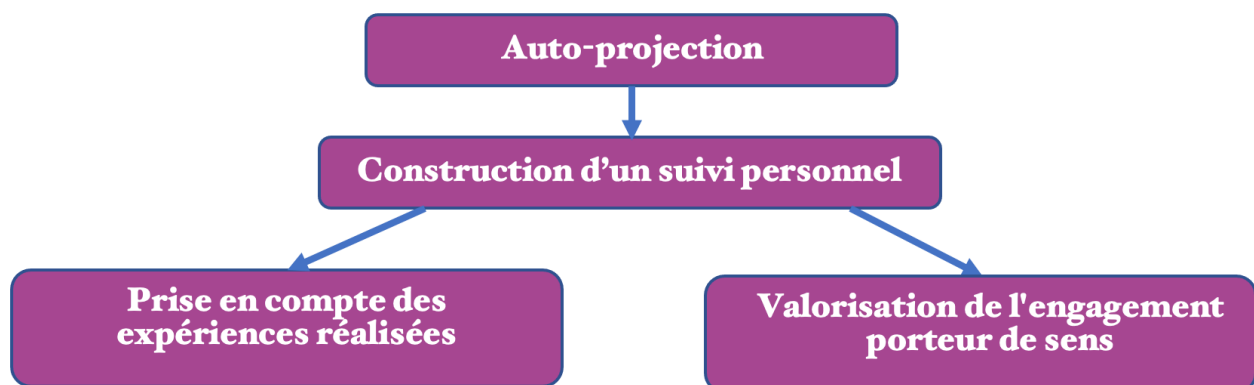 Auto-projection
Construction d’un suivi personnel
Prise en compte des
expériences réalisées
Valorisation de l'engagement
porteur de sens